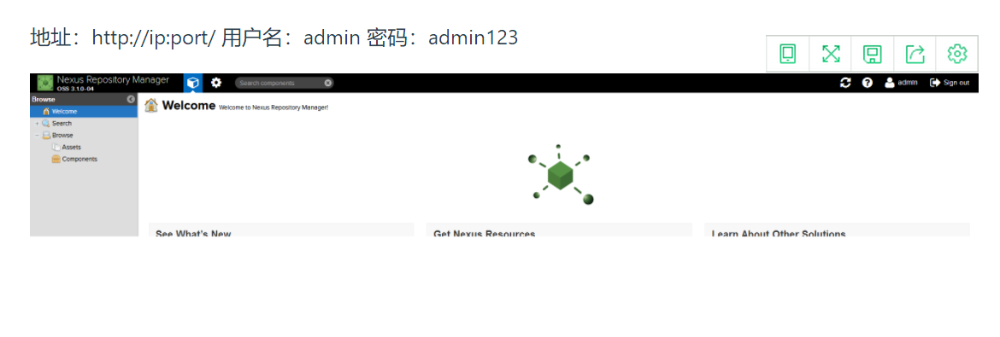 地址：http://ip:port/ 用户名：admin 密码：admin123
Nexus Repository Manager
OSS 3.1.0-04
Search components
admin
Sign out
Browse
Welcome
Search
Browse
Assets
Components
Welcome Welcome to Nexus Repository Manager!
See What's New
Get Nexus Resources
Learn About Other Solutions